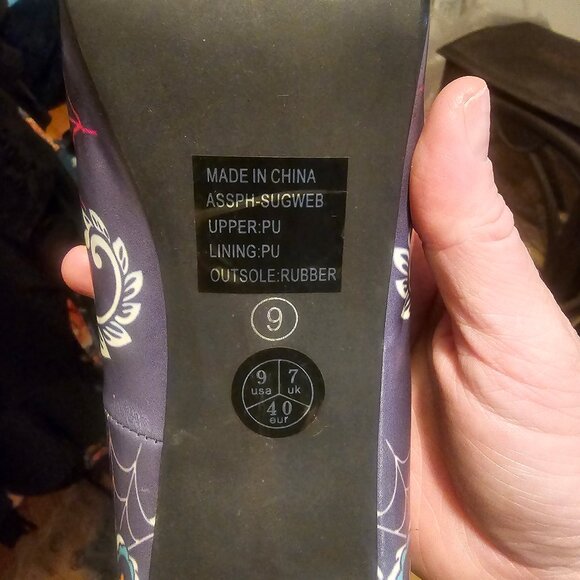 MADE IN CHINA
ASSPH-SUGWEB
UPPER:PU
LINING:PU
OUTSOLE:RUBBER
9
9 7
usa uk
40
eur